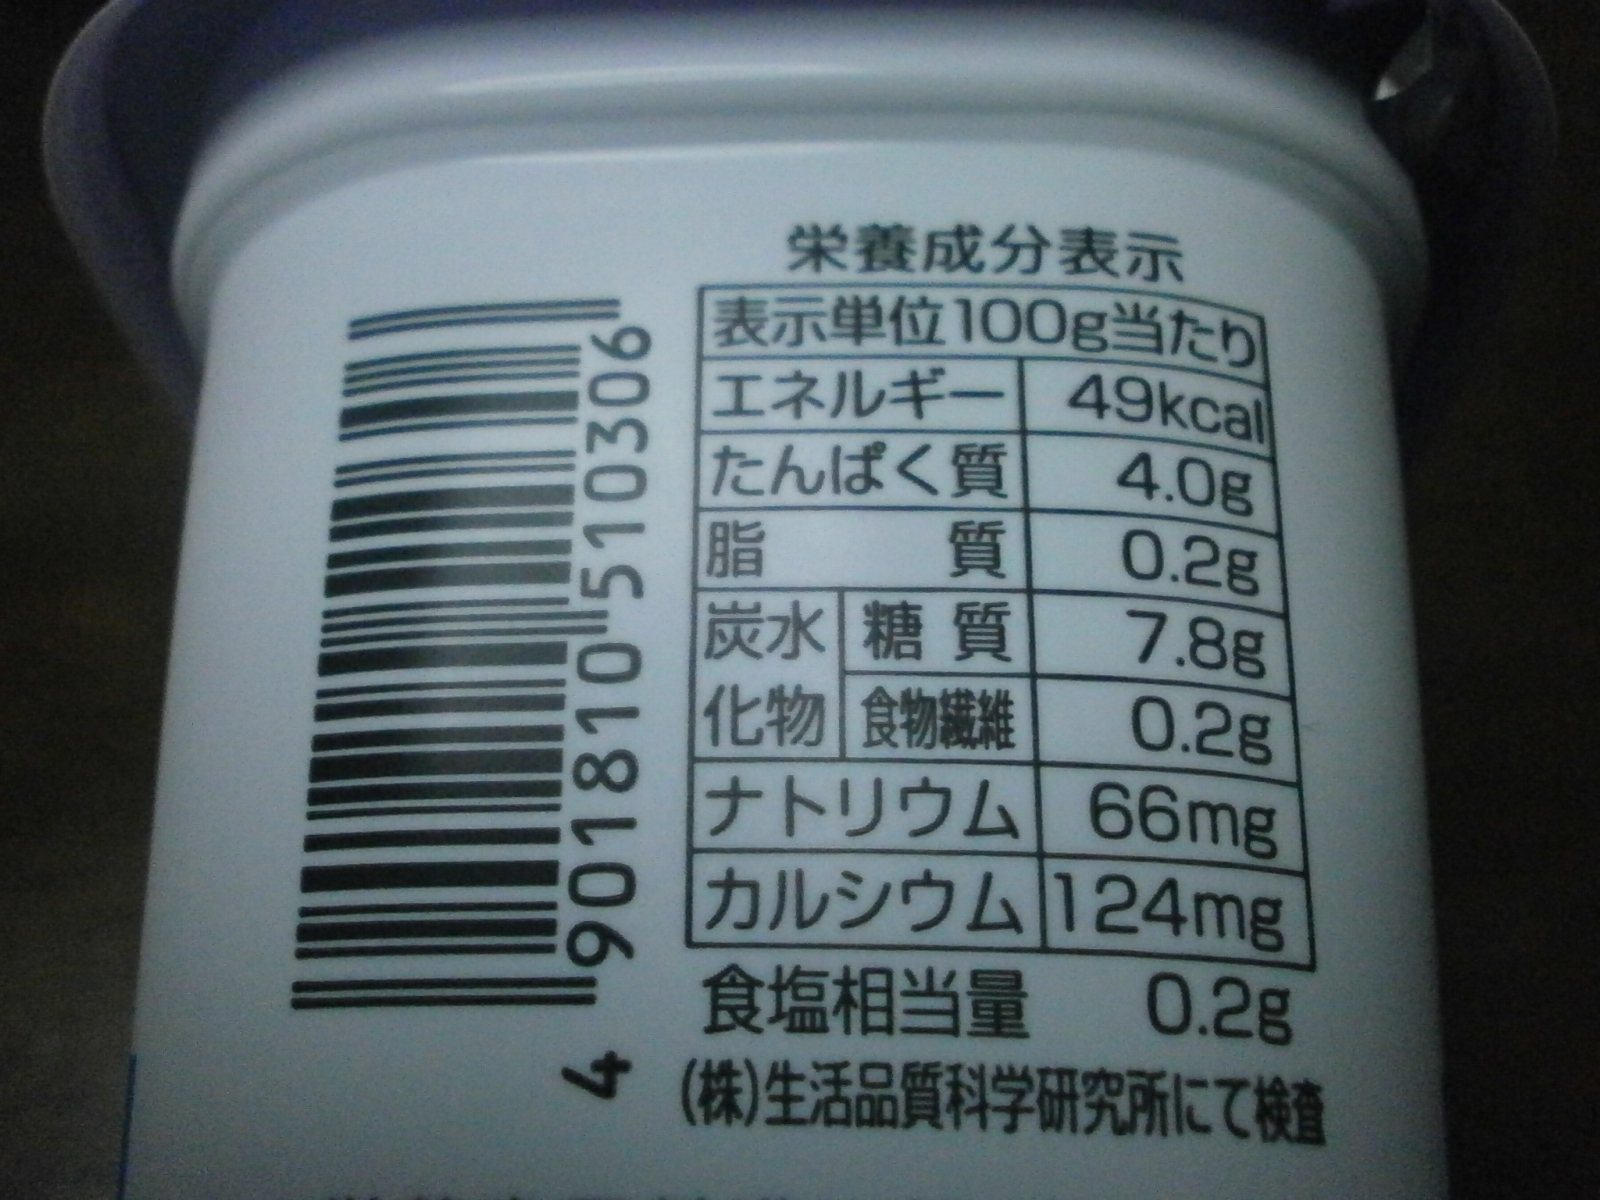 栄養成分表示
表示単位100g当たり
エネルギー 49kcal
たんぱく質 4.0g
脂質 0.2g
炭水化物 糖質 7.8g
食物繊維 0.2g
ナトリウム 66mg
カルシウム 124mg
食塩相当量 0.2g
(株)生活品質科学研究所にて検査
4 901810 510306